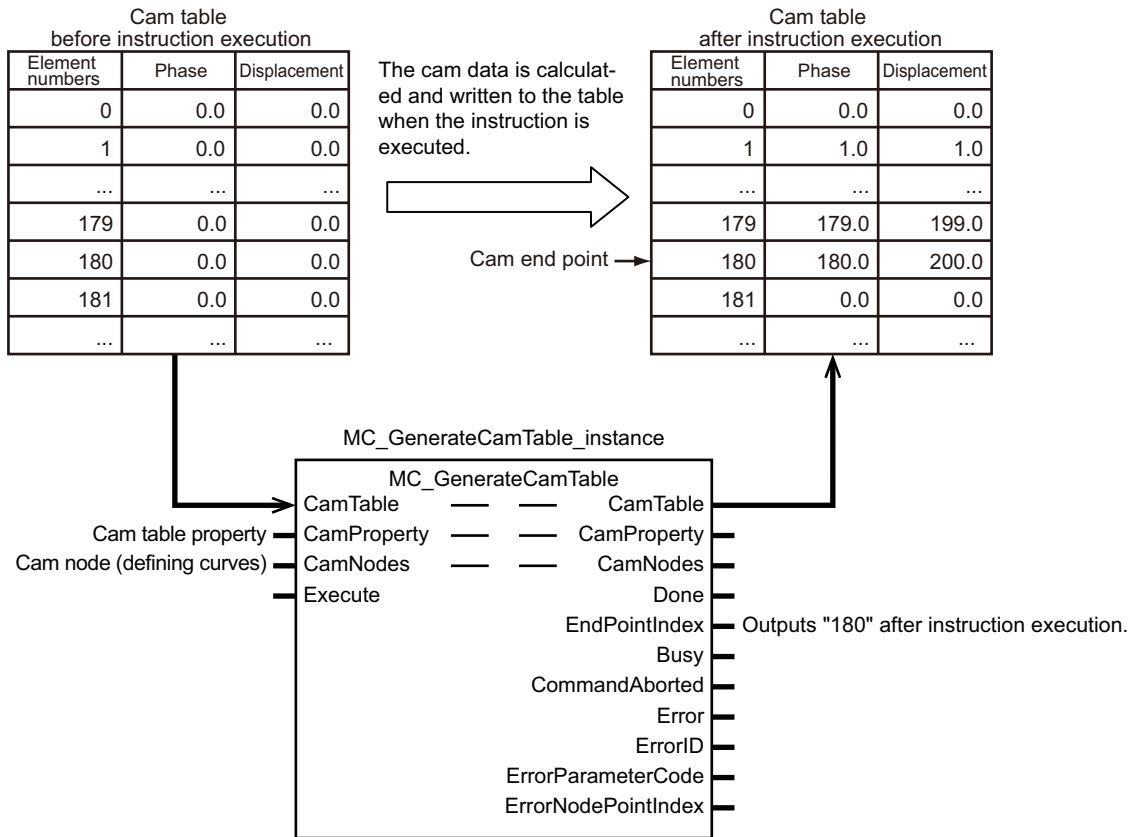 Cam table
before instruction execution
Element numbers Phase Displacement
0 0.0 0.0
1 0.0 0.0
... ... ...
179 0.0 0.0
180 0.0 0.0
181 0.0 0.0
... ... ...
The cam data is calculat-
ed and written to the table
when the instruction is
executed.
Cam end point
Cam table
after instruction execution
Element numbers Phase Displacement
0 0.0 0.0
1 1.0 1.0
... ... ...
179 179.0 199.0
180 180.0 200.0
181 0.0 0.0
... ... ...
MC_GenerateCamTable_instance
MC_GenerateCamTable
CamTable CamTable
Cam table property CamProperty CamProperty
Cam node (defining curves) CamNodes CamNodes
Execute Done
EndPointIndex Outputs "180" after instruction execution.
Busy
CommandAborted
Error
ErrorID
ErrorParameterCode
ErrorNodePointIndex